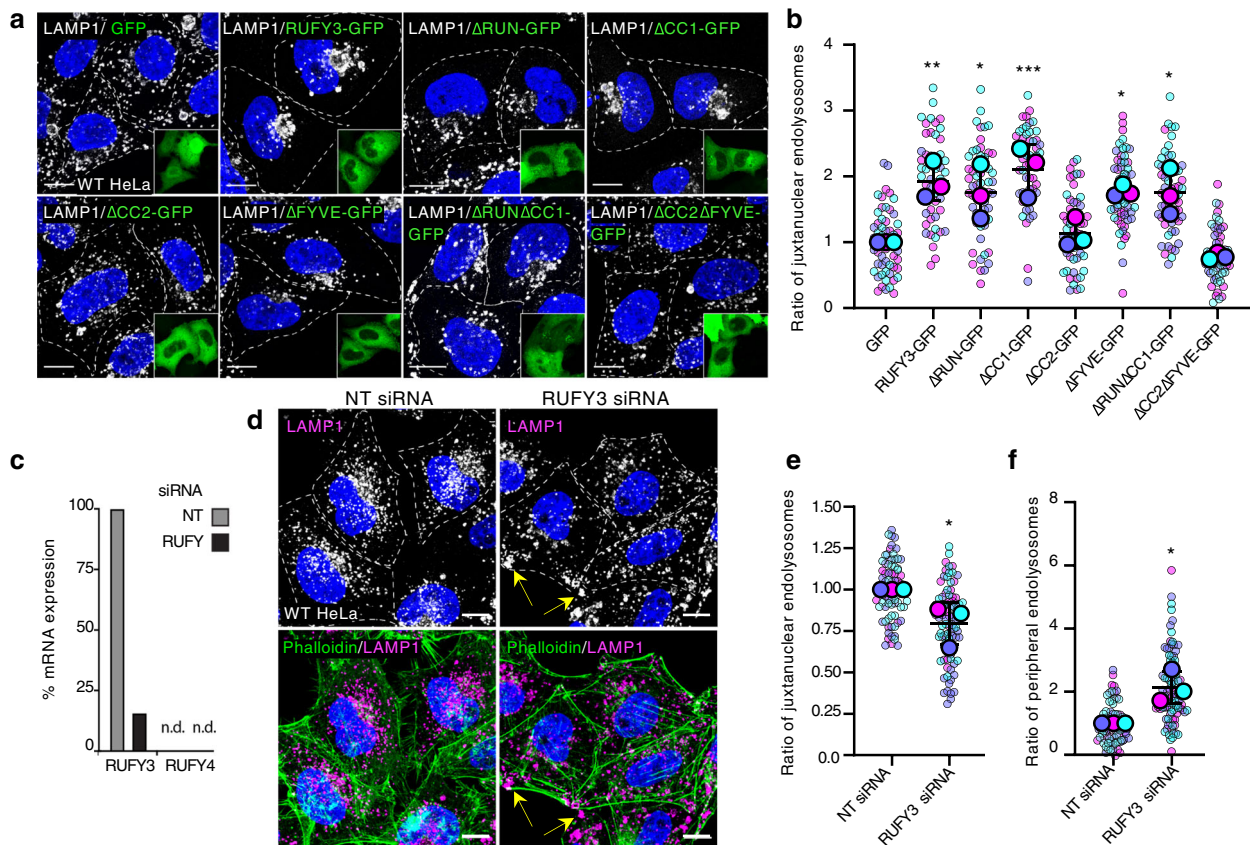 a
LAMP1/ GFP
LAMP1/RUFY3-GFP
LAMP1/ΔRUN-GFP
LAMP1/ΔCC1-GFP
WT HeLa
LAMP1/ΔCC2-GFP
LAMP1/ΔFYVE-GFP
LAMP1/ΔRUNΔCC1-
GFP
LAMP1/ΔCC2ΔFYVE-
GFP
b
Ratio of juxtanuclear endolysosomes
4
3
2
1
0
** * *** * *
GFP
RUFY3-GFP
ΔRUN-GFP
ΔCC1-GFP
ΔCC2-GFP
ΔFYVE-GFP
ΔRUNΔCC1-GFP
ΔCC2ΔFYVE-GFP
c
siRNA
NT
RUFY
% mRNA expression
100
75
50
25
0
n.d. n.d.
RUFY3 RUFY4
d
NT siRNA RUFY3 siRNA
LAMP1
LAMP1
WT HeLa
Phalloidin/LAMP1
Phalloidin/LAMP1
e
Ratio of juxtanuclear endolysosomes
1.50
1.25
1.00
0.75
0.50
0.25
0.0
*
NT siRNA
RUFY3 siRNA
f
Ratio of peripheral endolysosomes
8
6
4
2
0
*
NT siRNA
RUFY3 siRNA